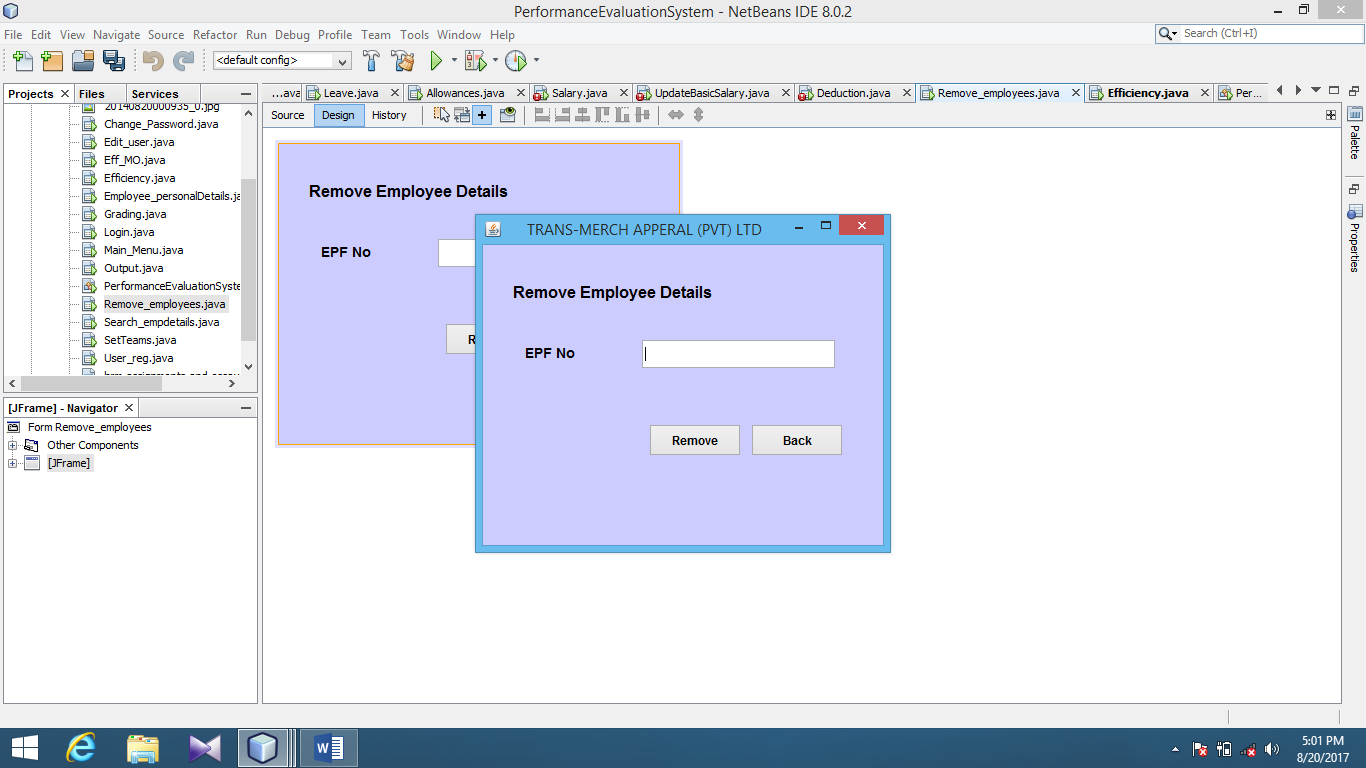 PerformanceEvaluationSystem - NetBeans IDE 8.0.2
File Edit View Navigate Source Refactor Run Debug Profile Team Tools Window Help
Search (Ctrl+I)
<default config>
Projects Files Services
...ava Leave.java Allowances.java Salary.java UpdateBasicSalary.java Deduction.java Remove_employees.java Efficiency.java Per...
Source Design History
20140820000935_0.jpg
Change_Password.java
Edit_user.java
Eff_MO.java
Efficiency.java
Employee_personalDetails.ja
Grading.java
Login.java
Main_Menu.java
Output.java
PerformanceEvaluationSyste
Remove_employees.java
Search_empdetails.java
SetTeams.java
User_reg.java
[JFrame] - Navigator
Form Remove_employees
Other Components
[JFrame]
Remove Employee Details
EPF No
R
TRANS-MERCH APPERAL (PVT) LTD
Remove Employee Details
EPF No
Remove Back
Palette
Properties
5:01 PM
8/20/2017